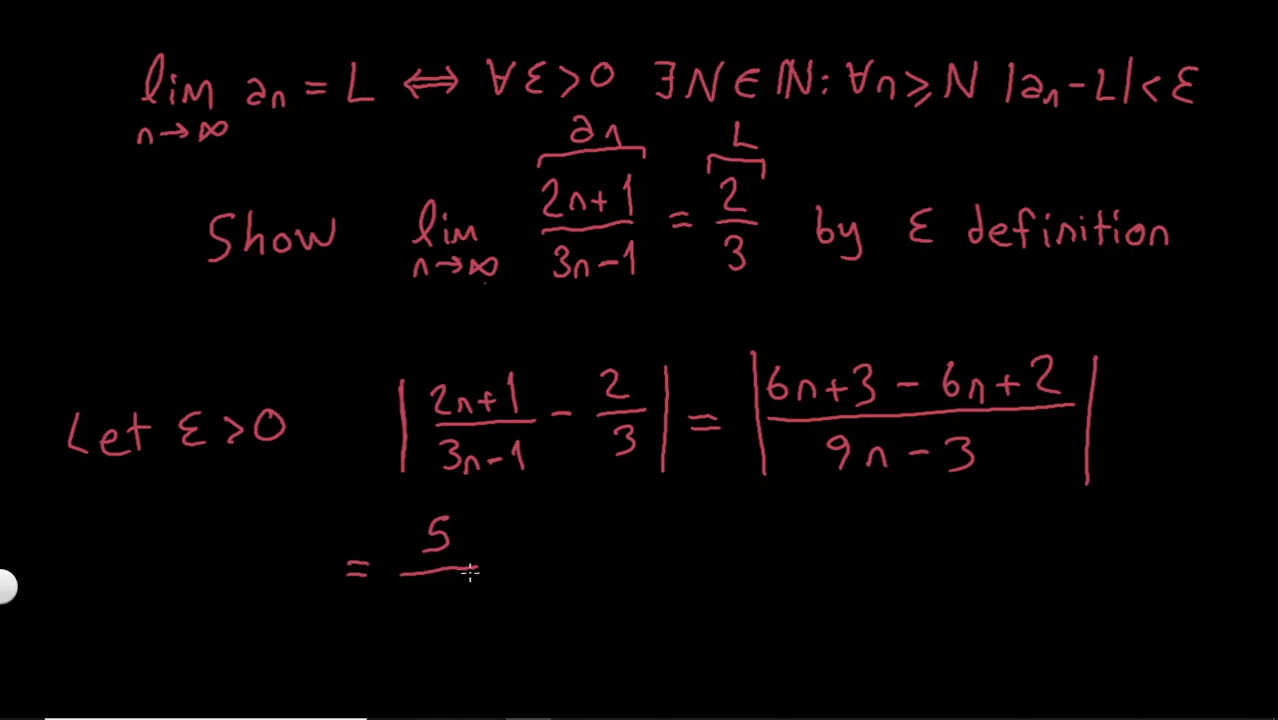 lim n→∞ an = L ⇔ ∀ε>0 ∃N∈ℕ: ∀n⩾N |an-L|<ε
an L
Show lim n→∞ (2n+1)/(3n-1) = 2/3 by ε definition
Let ε>0 |(2n+1)/(3n-1) - 2/3| = |(6n+3-6n+2)/(9n-3)|
= 5/